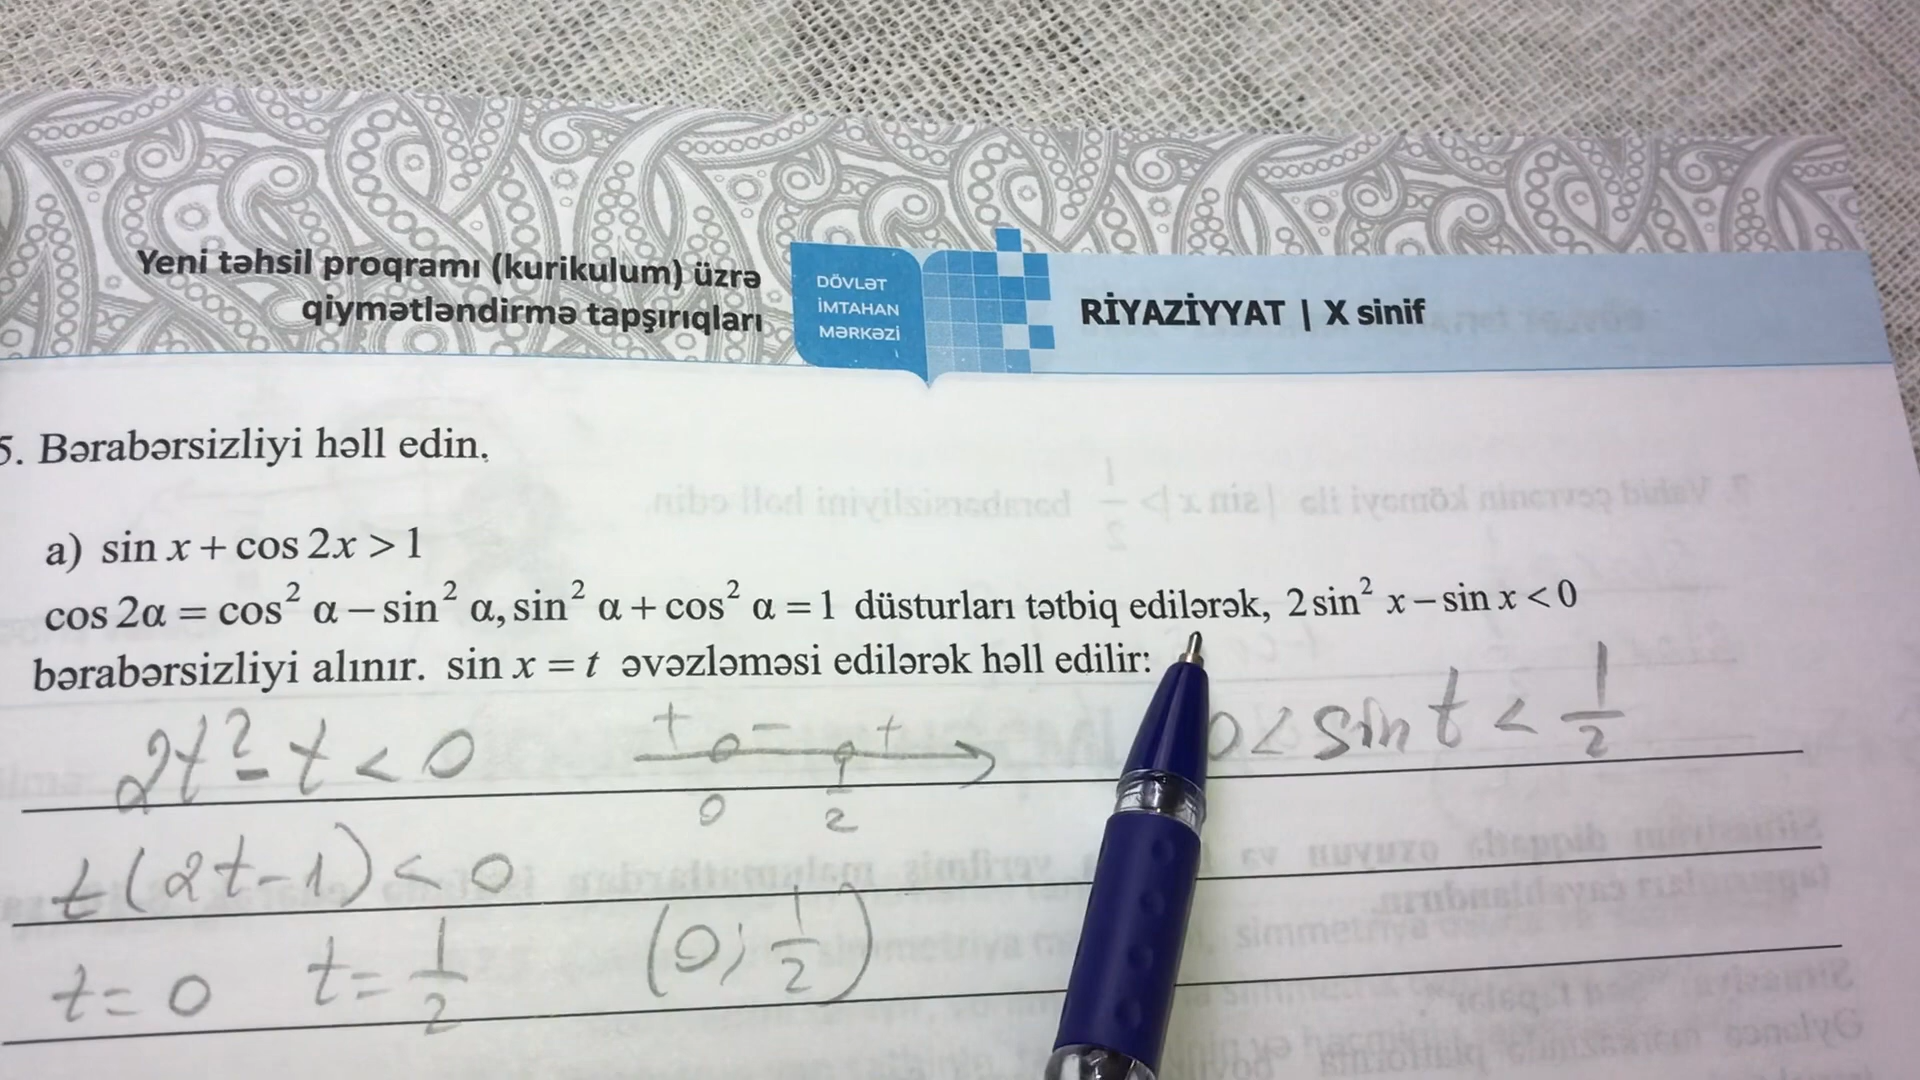 Yeni təhsil proqramı (kurikulum) üzrə
qiymətləndirmə tapşırıqları
DÖVLƏT
İMTAHAN
MƏRKƏZİ
RİYAZİYYAT | X sinif
5. Bərabərsizliyi həll edin.
a) sin x + cos 2x > 1
cos 2α = cos² α − sin² α, sin² α + cos² α = 1 düsturları tətbiq edilərək, 2 sin² x − sin x < 0
bərabərsizliyi alınır. sin x = t əvəzləməsi edilərək həll edilir:
2t² − t < 0
+ − +
0 1/2
0 < sin t < 1/2
t(2t−1) < 0
t = 0 t = 1/2
(0; 1/2)